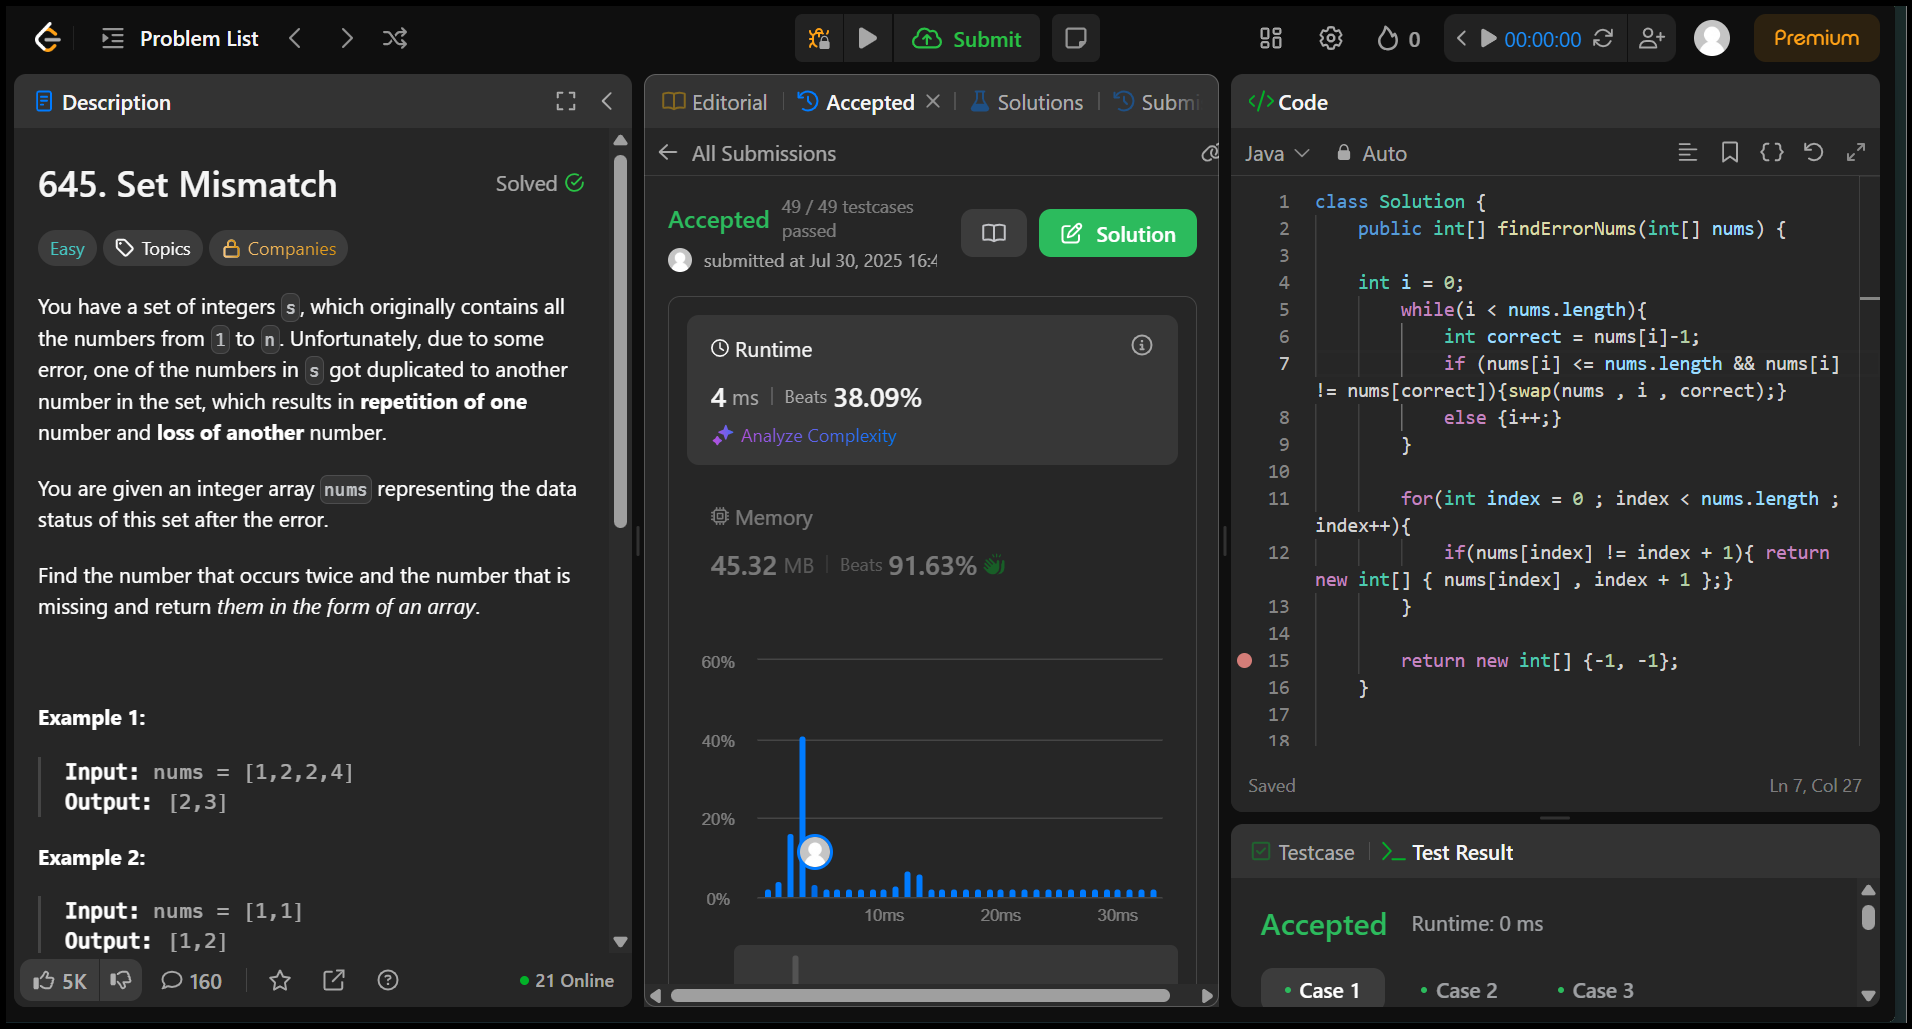 Problem List
Submit
0
00:00:00
Premium
Description
645. Set Mismatch
Solved
Easy
Topics
Companies
You have a set of integers s, which originally contains all
the numbers from 1 to n. Unfortunately, due to some
error, one of the numbers in s got duplicated to another
number in the set, which results in repetition of one
number and loss of another number.
You are given an integer array nums representing the data
status of this set after the error.
Find the number that occurs twice and the number that is
missing and return them in the form of an array.
Example 1:
Input: nums = [1,2,2,4]
Output: [2,3]
Example 2:
Input: nums = [1,1]
Output: [1,2]
5K
160
21 Online
Editorial
Accepted
Solutions
Submi
All Submissions
Accepted
49 / 49 testcases
passed
submitted at Jul 30, 2025 16:4
Solution
Runtime
4 ms
Beats 38.09%
Analyze Complexity
Memory
45.32 MB
Beats 91.63%
60%
40%
20%
0%
10ms
20ms
30ms
</> Code
Java
Auto
1 class Solution {
2 public int[] findErrorNums(int[] nums) {
3
4 int i = 0;
5 while(i < nums.length){
6 int correct = nums[i]-1;
7 if (nums[i] <= nums.length && nums[i]
!= nums[correct]){swap(nums , i , correct);}
8 else {i++;}
9 }
10
11 for(int index = 0 ; index < nums.length ;
index++){
12 if(nums[index] != index + 1){ return
new int[] { nums[index] , index + 1 };}
13 }
14
15 return new int[] {-1, -1};
16 }
17
18
Saved
Ln 7, Col 27
Testcase
Test Result
Accepted
Runtime: 0 ms
Case 1
Case 2
Case 3